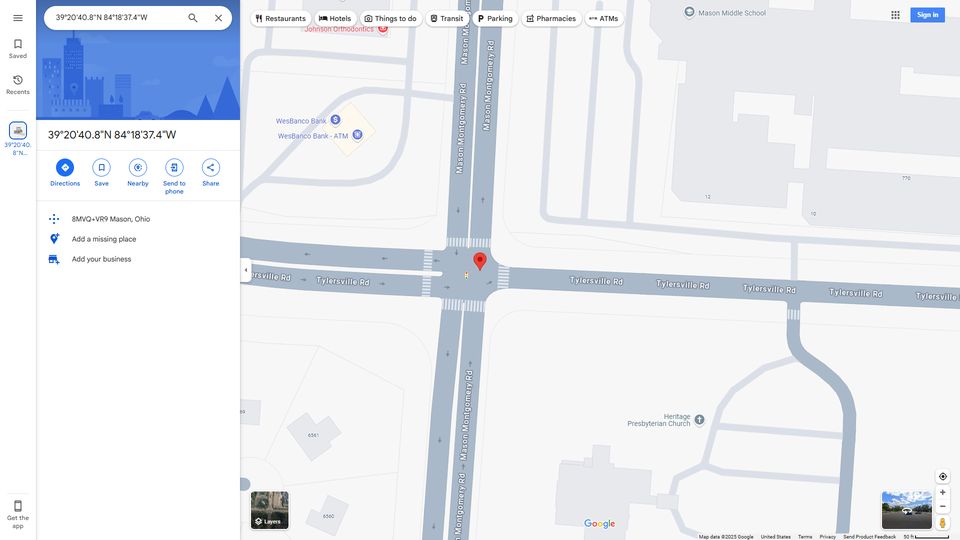 39°20'40.8"N 84°18'37.4"W
Restaurants
Hotels
Things to do
Transit
Parking
Pharmacies
ATMs
Sign in
Saved
Recents
39°20'40.
8"N...
Get the
app
39°20'40.8"N 84°18'37.4"W
Directions
Save
Nearby
Send to
phone
Share
8MVQ+VR9 Mason, Ohio
Add a missing place
Add your business
Johnson Orthodontics
Mason Middle School
WesBanco Bank
WesBanco Bank - ATM
Mason Montgomery Rd
Mason Montgomery Rd
Mason Montgomery Rd
12
10
770
Tylersville Rd
Tylersville Rd
Tylersville Rd
Tylersville Rd
Tylersville Rd
Tylersville Rd
Mason Montgomery Rd
Montgomery Rd
6561
6560
Heritage
Presbyterian Church
Layers
Google
Map data ©2025 Google
United States
Terms
Privacy
Send Product Feedback
50 ft